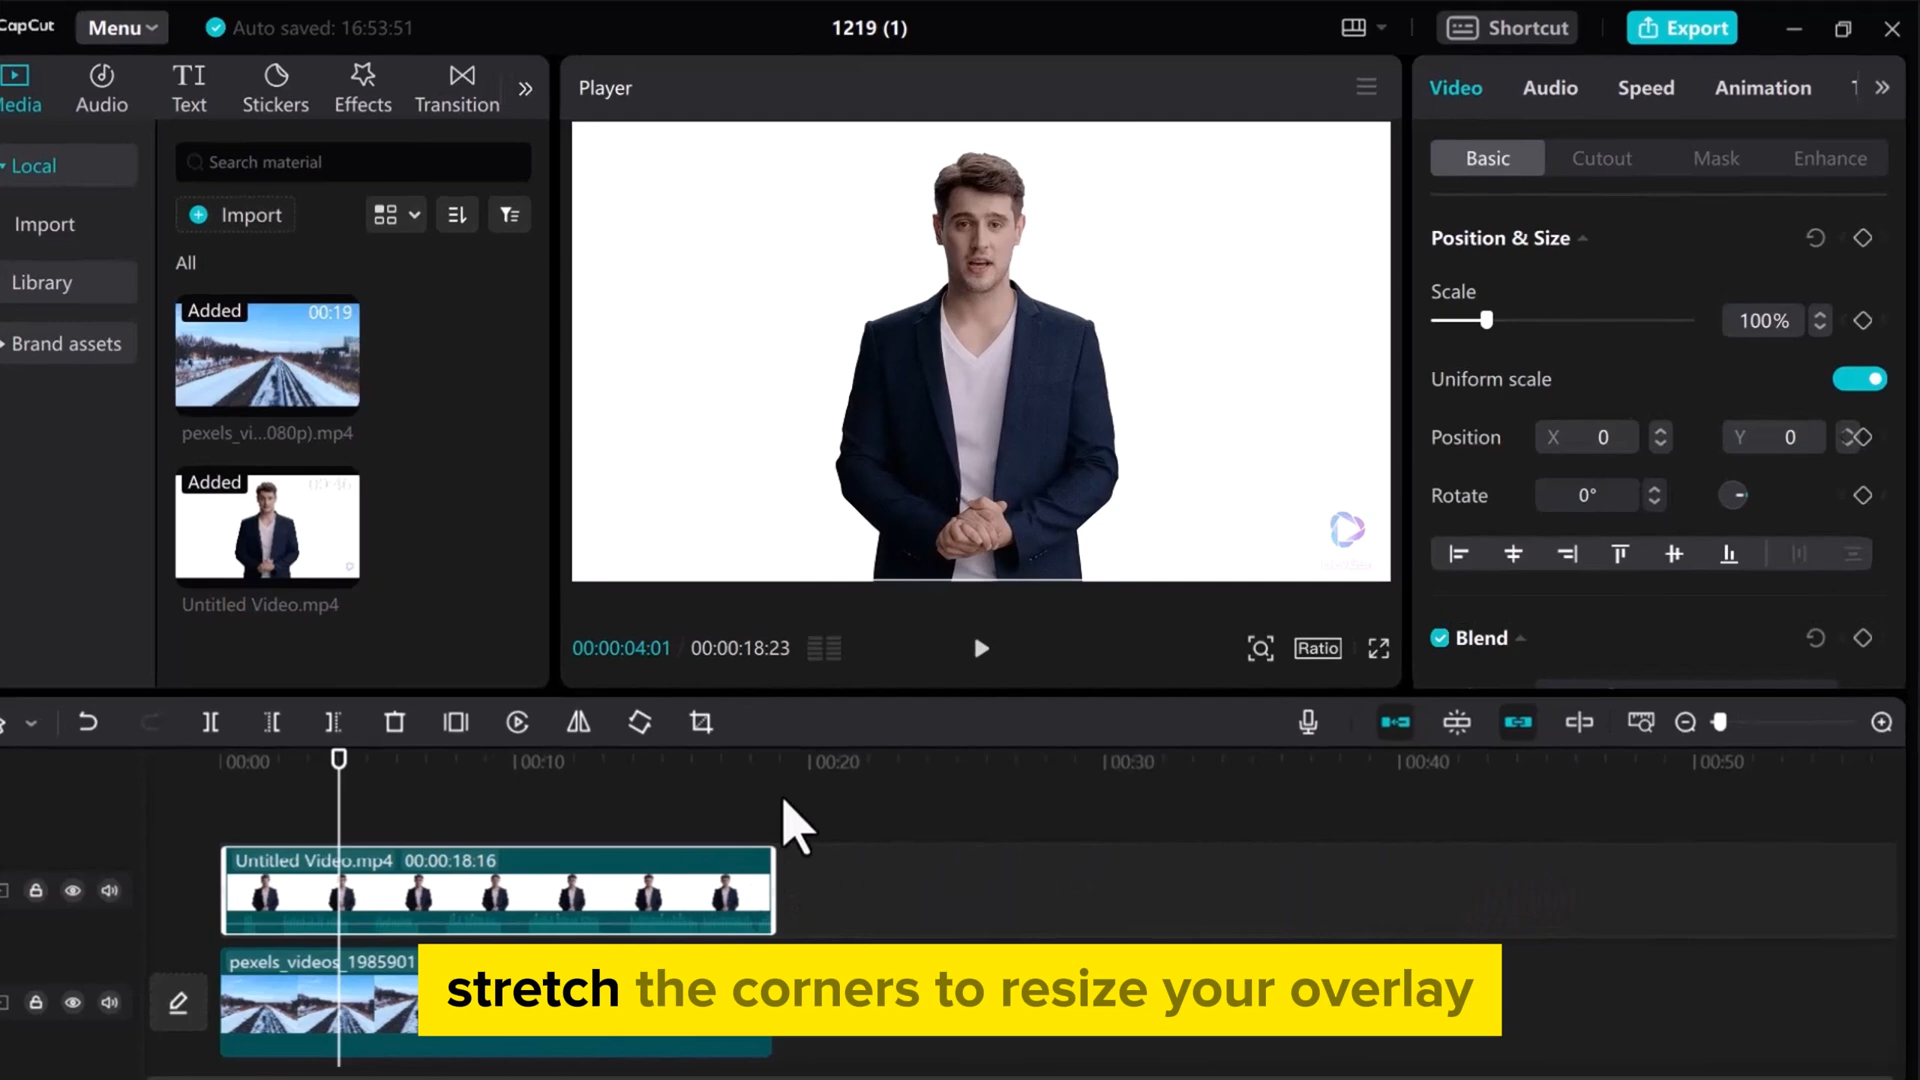 CapCut
Menu
Auto saved: 16:53:51
1219 (1)
Shortcut
Export
Media
Audio
TI
Text
Stickers
Effects
Transition
Player
Video
Audio
Speed
Animation
Local
Search material
Basic
Cutout
Mask
Enhance
Import
Import
Position & Size
All
Library
Scale
Added
00:19
100%
Brand assets
Uniform scale
pexels_vi...080p).mp4
Position
X
0
Y
0
Added
00:46
Rotate
0°
Untitled Video.mp4
Blend
00:00:04:01 / 00:00:18:23
Ratio
00:00
00:10
00:20
00:30
00:40
00:50
Untitled Video.mp4 00:00:18:16
pexels_videos_1985901
stretch the corners to resize your overlay